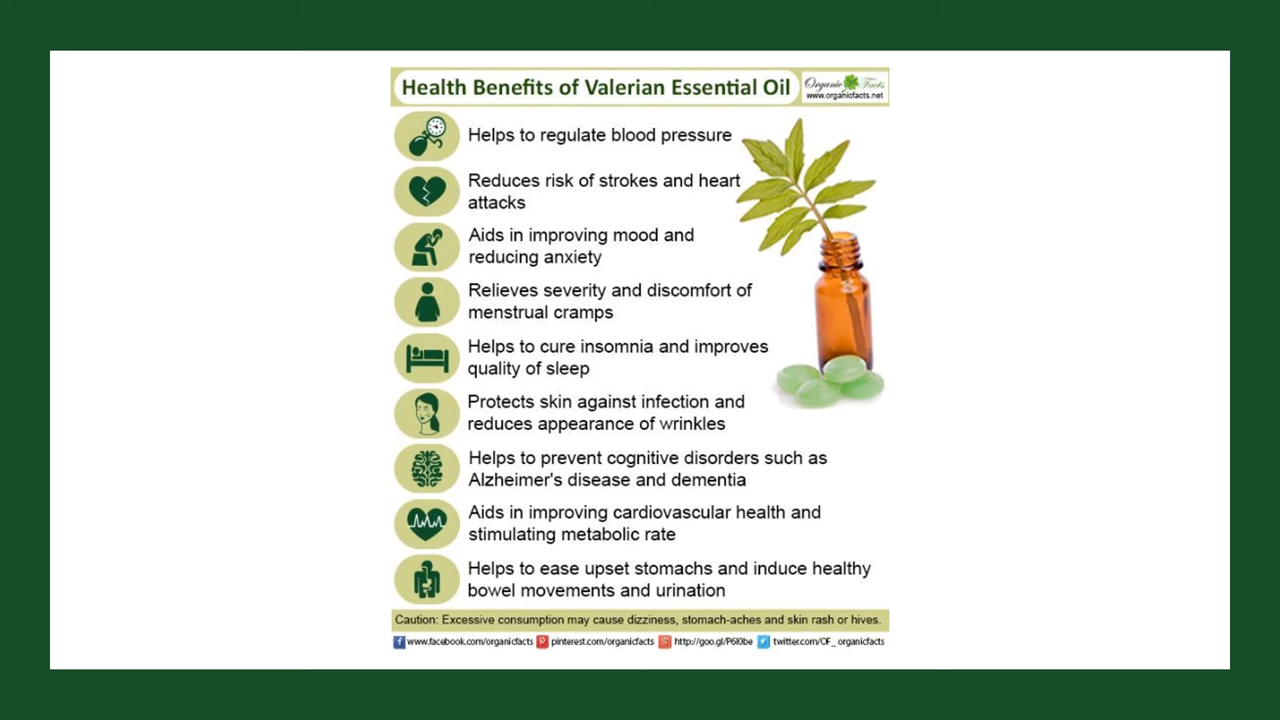 Health Benefits of Valerian Essential Oil
Organic Facts
www.organicfacts.net
Helps to regulate blood pressure
Reduces risk of strokes and heart
attacks
Aids in improving mood and
reducing anxiety
Relieves severity and discomfort of
menstrual cramps
Helps to cure insomnia and improves
quality of sleep
Protects skin against infection and
reduces appearance of wrinkles
Helps to prevent cognitive disorders such as
Alzheimer's disease and dementia
Aids in improving cardiovascular health and
stimulating metabolic rate
Helps to ease upset stomachs and induce healthy
bowel movements and urination
Caution: Excessive consumption may cause dizziness, stomach-aches and skin rash or hives.
www.facebook.com/organicfacts pinterest.com/organicfacts http://goo.gl/P6I0be twitter.com/OF_organicfacts